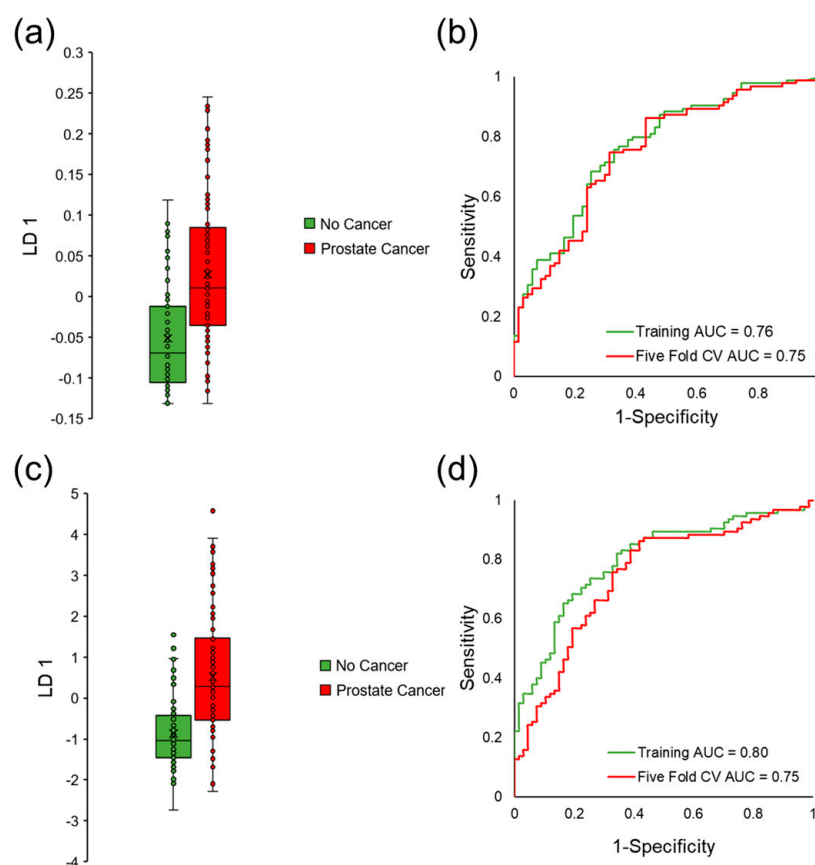 (a)
0.3
0.25
0.2
0.15
0.1
0.05
0
-0.05
-0.1
-0.15
LD 1
No Cancer
Prostate Cancer
(b)
1
0.8
0.6
0.4
0.2
0
Sensitivity
Training AUC = 0.76
Five Fold CV AUC = 0.75
0 0.2 0.4 0.6 0.8
1-Specificity
(c)
5
4
3
2
1
0
-1
-2
-3
-4
LD 1
No Cancer
Prostate Cancer
(d)
1
0.8
0.6
0.4
0.2
0
Sensitivity
Training AUC = 0.80
Five Fold CV AUC = 0.75
0 0.2 0.4 0.6 0.8 1
1-Specificity